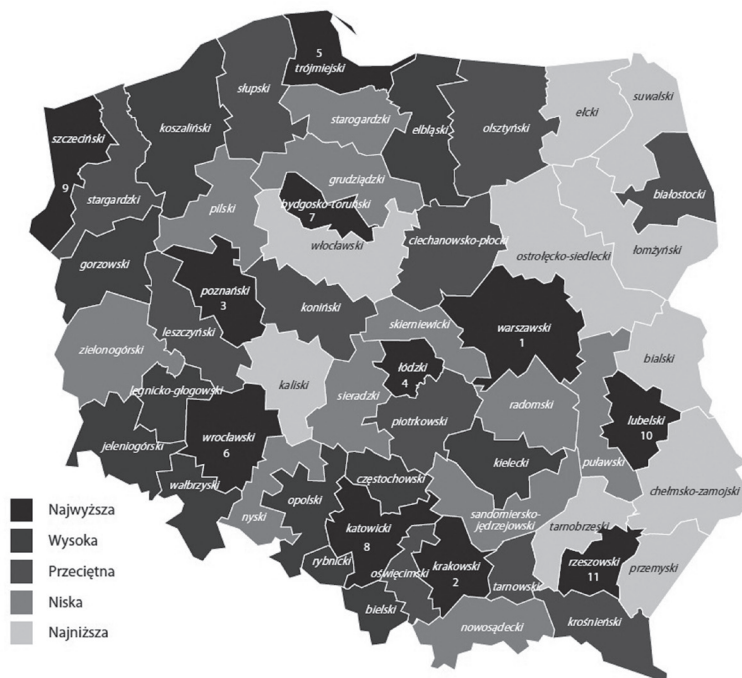 5
trójmiejski
słupski
koszaliński
szczeciński
9
stargardzki
starogardzki
elbląski
olsztyński
ełcki
suwalski
białostocki
pilski
grudziądzki
bydgosko-toruński
7
włocławski
ciechanowsko-płocki
ostrołęcko-siedlecki
łomżyński
gorzowski
poznański
3
koniński
leszczyński
zielonogórski
skierniewicki
warszawski
1
bialski
legnicko-głogowski
kaliski
sieradzki
łódzki
4
piotrkowski
radomski
lubelski
10
puławski
jeleniogórski
wrocławski
6
wałbrzyski
nyski
opolski
częstochowski
kielecki
chełmsko-zamojski
sandomiersko-
jędrzejowski
tarnobrzeski
katowicki
8
rybnicki
oświęcimski
krakowski
2
tarnowski
rzeszowski
11
przemyski
bielski
nowosądecki
krośnieński
Najwyższa
Wysoka
Przeciętna
Niska
Najniższa